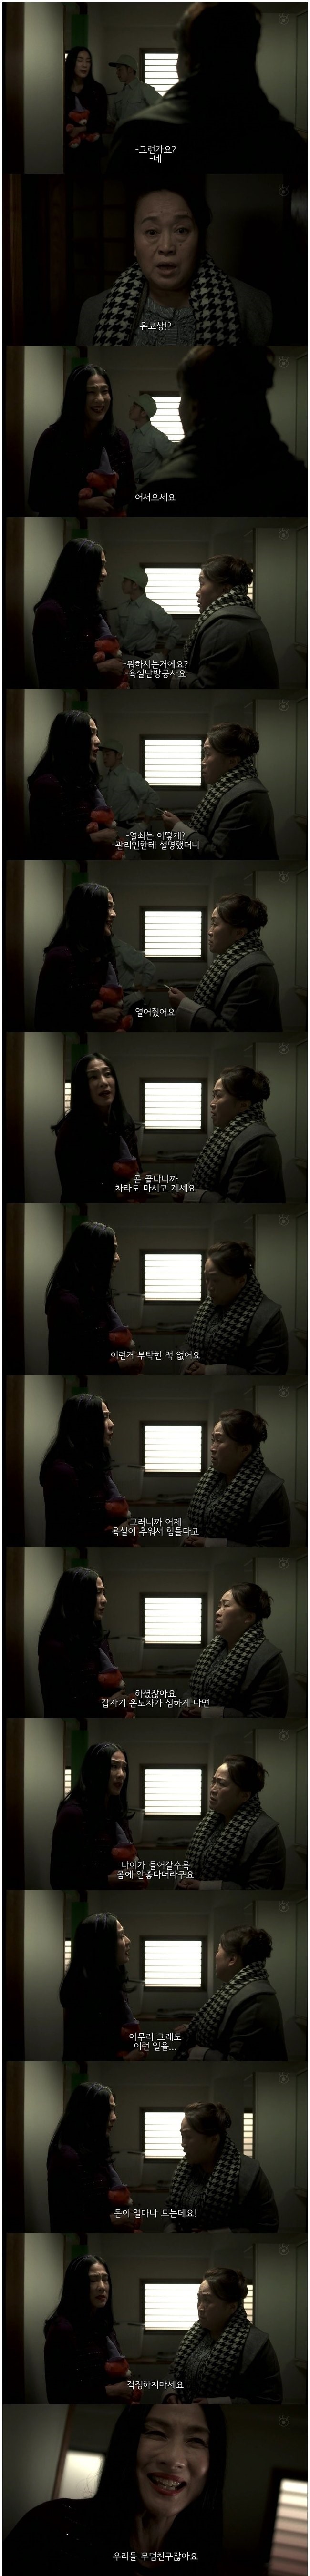 -그런가요?
-네
유코상!?
어서오세요
-뭐하시는거에요?
-욕실난방공사요
-열쇠는 어떻게?
-관리인한테 설명했더니
열어줬어요
곧 끝나니까
차라도 마시고 계세요
이런거 부탁한 적 없어요
그러니까 어제
욕실이 추워서 힘들다고
하셨잖아요
갑자기 온도차가 심하게 나면
나이가 들어갈수록
몸에 안좋다더라구요
아무리 그래도
이런 일을...
돈이 얼마나 드는데요!
걱정하지마세요
우리들 무덤친구잖아요